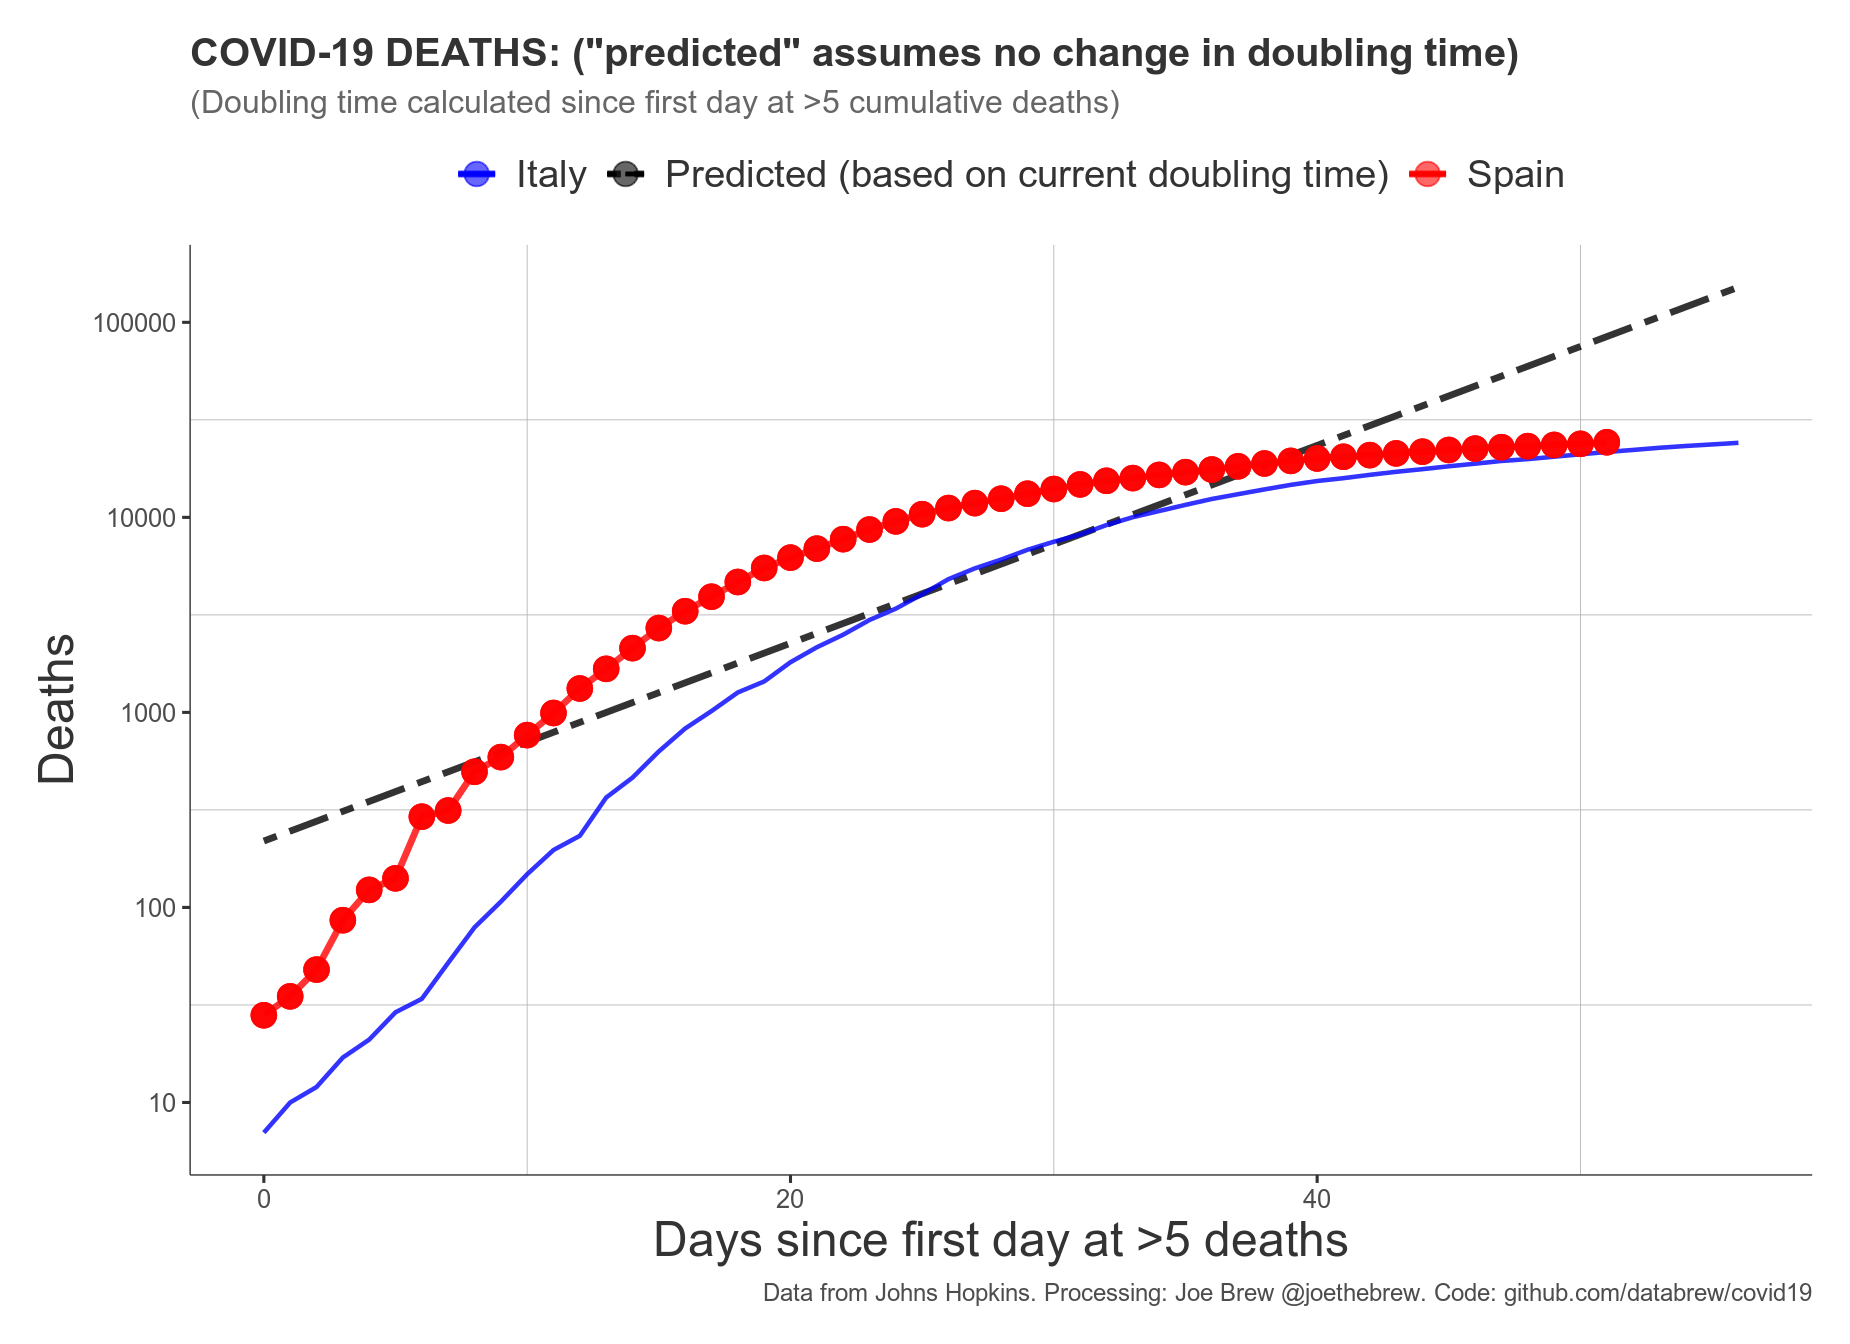 COVID-19 DEATHS: ("predicted" assumes no change in doubling time)
(Doubling time calculated since first day at >5 cumulative deaths)
Italy Predicted (based on current doubling time) Spain
100000
10000
1000
100
10
Deaths
0 20 40
Days since first day at >5 deaths
Data from Johns Hopkins. Processing: Joe Brew @joethebrew. Code: github.com/databrew/covid19